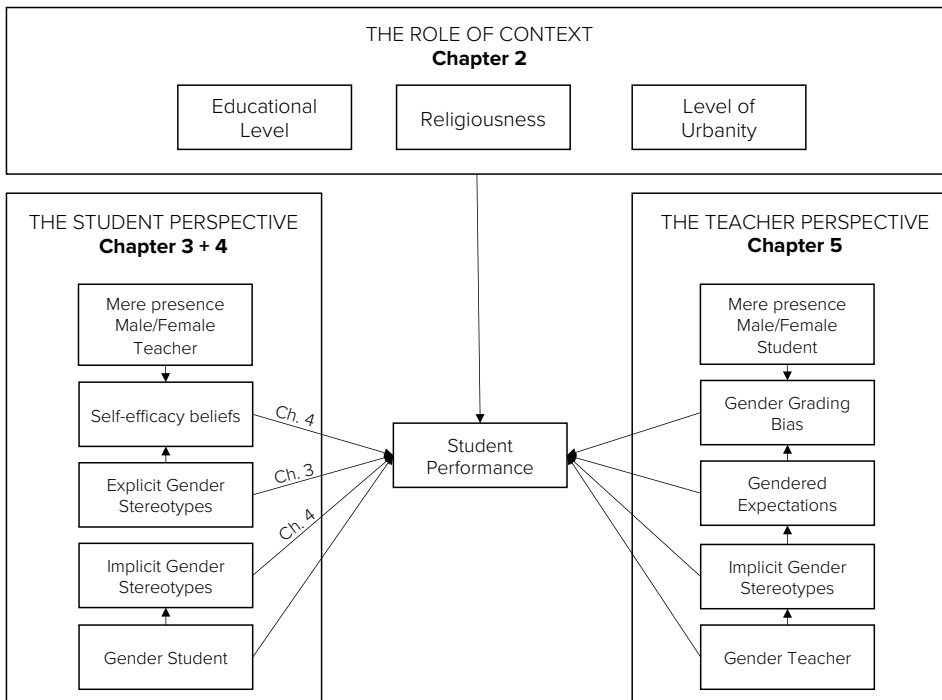 THE ROLE OF CONTEXT
Chapter 2
Educational
Level
Religiousness
Level of
Urbanity
THE STUDENT PERSPECTIVE
Chapter 3 + 4
Mere presence
Male/Female
Teacher
Self-efficacy beliefs
Explicit Gender
Stereotypes
Implicit Gender
Stereotypes
Gender Student
Ch. 4
Ch. 3
Ch. 4
Student
Performance
THE TEACHER PERSPECTIVE
Chapter 5
Mere presence
Male/Female
Student
Gender Grading
Bias
Gendered
Expectations
Implicit Gender
Stereotypes
Gender Teacher